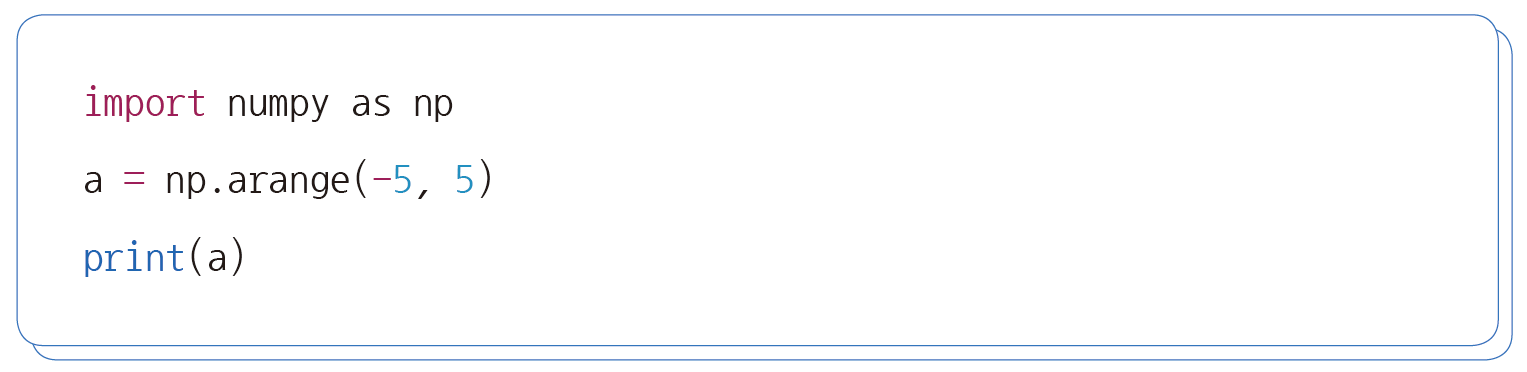 import numpy as np
a = np.arange(-5, 5)
print(a)